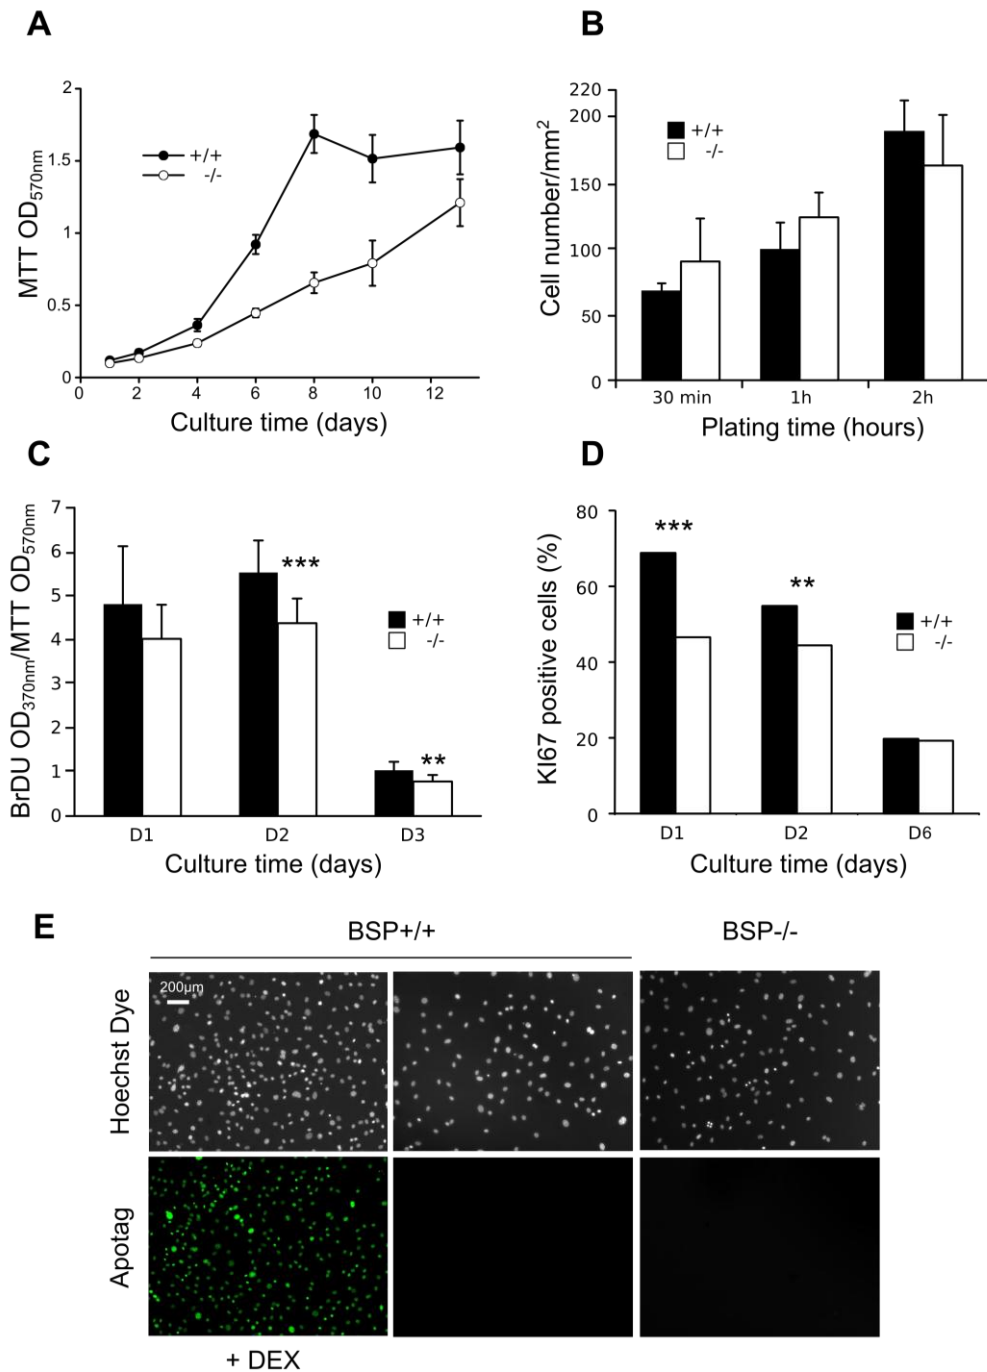 A
MTT OD570nm
2
1.5
1
0.5
0
+/+
-/-
0 2 4 6 8 10 12
Culture time (days)
B
Cell number/mm2
220
200
150
100
50
0
+/+
-/-
30 min 1h 2h
Plating time (hours)
C
BrDU OD370nm/MTT OD570nm
7
6
5
4
3
2
1
0
***
**
+/+
-/-
D1 D2 D3
Culture time (days)
D
KI67 positive cells (%)
80
60
40
20
0
***
**
+/+
-/-
D1 D2 D6
Culture time (days)
E
BSP+/+ BSP-/-
Hoechst Dye
200µm
Apotag
+ DEX